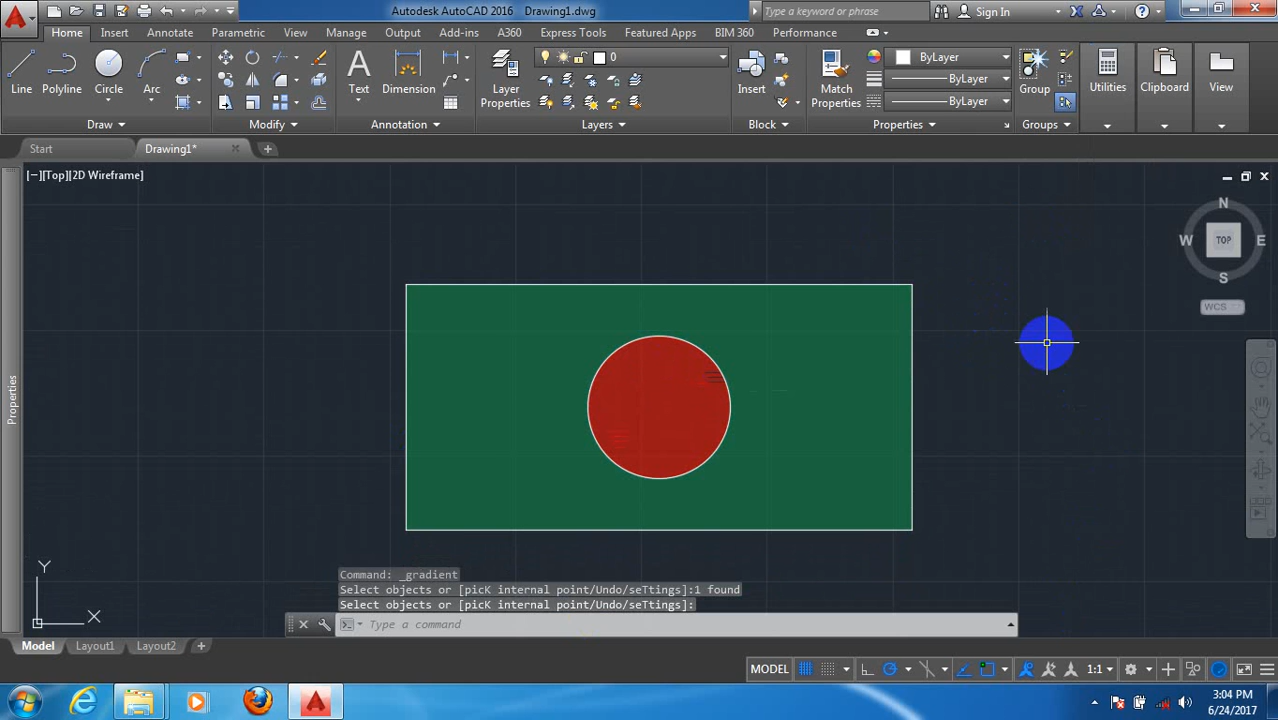 Autodesk AutoCAD 2016 Drawing1.dwg
Type a keyword or phrase
Sign In
Home Insert Annotate Parametric View Manage Output Add-ins A360 Express Tools Featured Apps BIM 360 Performance
Line Polyline Circle Arc
Text Dimension
Layer Properties
0
Insert
Match Properties
ByLayer
ByLayer
ByLayer
Group
Utilities
Clipboard
View
Draw Modify Annotation Layers Block Properties Groups
Start Drawing1*
[−][Top][2D Wireframe]
N
W TOP E
S
WCS
Properties
Y
X
Command: _gradient
Select objects or [picK internal point/Undo/seTtings]:1 found
Select objects or [picK internal point/Undo/seTtings]:
Type a command
Model Layout1 Layout2
MODEL 1:1
3:04 PM
6/24/2017